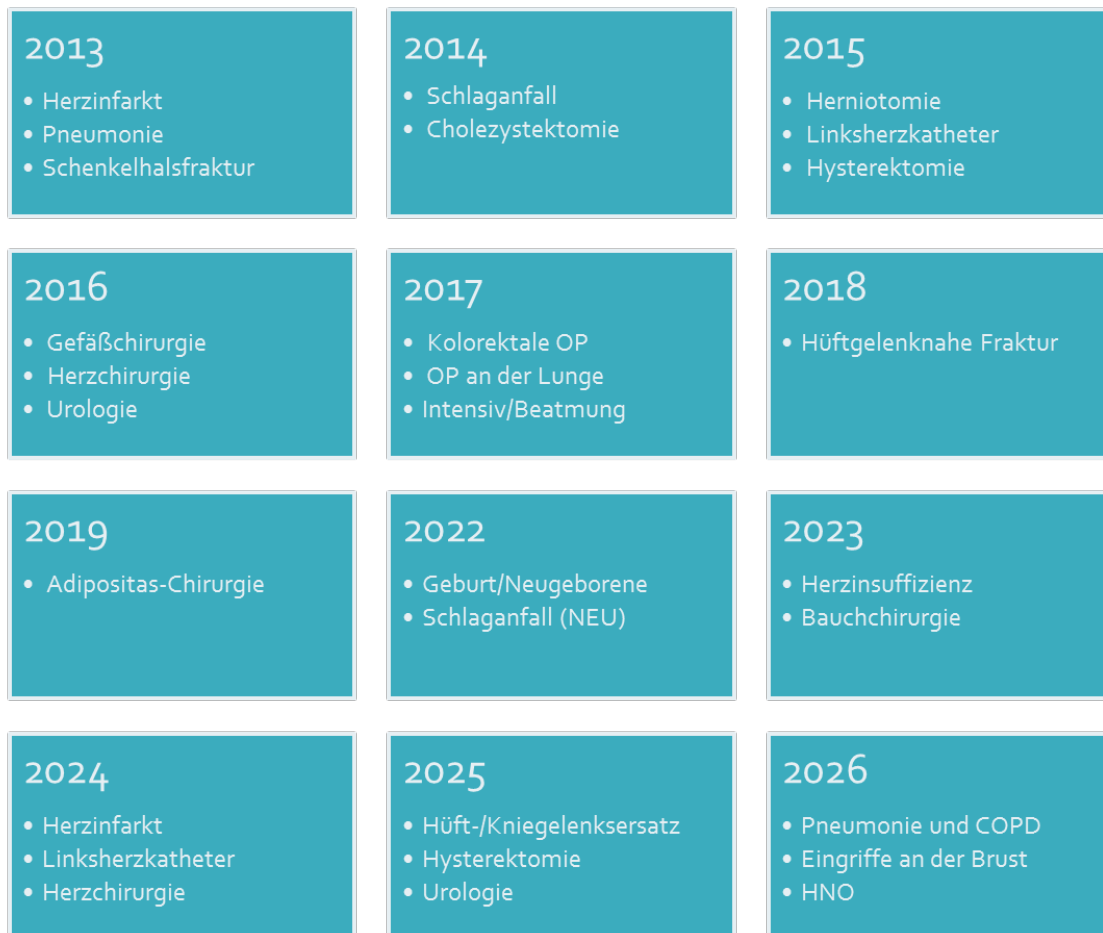 2013
• Herzinfarkt
• Pneumonie
• Schenkelhalsfraktur
2014
• Schlaganfall
• Cholezystektomie
2015
• Herniotomie
• Linksherzkatheter
• Hysterektomie
2016
• Gefäßchirurgie
• Herzchirurgie
• Urologie
2017
• Kolorektale OP
• OP an der Lunge
• Intensiv/Beatmung
2018
• Hüftgelenknahe Fraktur
2019
• Adipositas-Chirurgie
2022
• Geburt/Neugeborene
• Schlaganfall (NEU)
2023
• Herzinsuffizienz
• Bauchchirurgie
2024
• Herzinfarkt
• Linksherzkatheter
• Herzchirurgie
2025
• Hüft-/Kniegelenksersatz
• Hysterektomie
• Urologie
2026
• Pneumonie und COPD
• Eingriffe an der Brust
• HNO